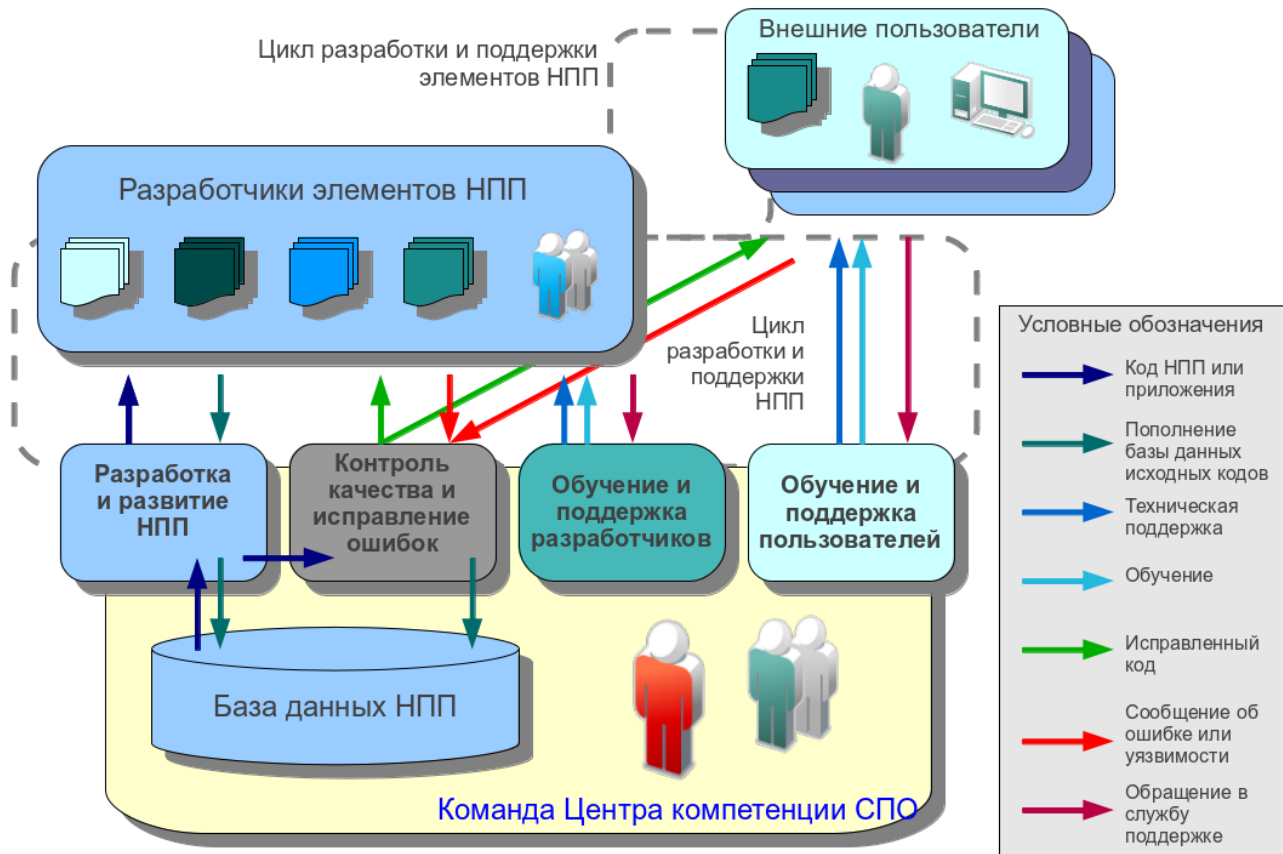 Цикл разработки и поддержки
элементов НПП
Внешние пользователи
Разработчики элементов НПП
Цикл
разработки и
поддержки
НПП
Разработка
и развитие
НПП
Контроль
качества и
исправление
ошибок
Обучение и
поддержка
разработчиков
Обучение и
поддержка
пользователей
База данных НПП
Команда Центра компетенции СПО
Условные обозначения
Код НПП или
приложения
Пополнение
базы данных
исходных кодов
Техническая
поддержка
Обучение
Исправленный
код
Сообщение об
ошибке или
уязвимости
Обращение в
службу
поддержке